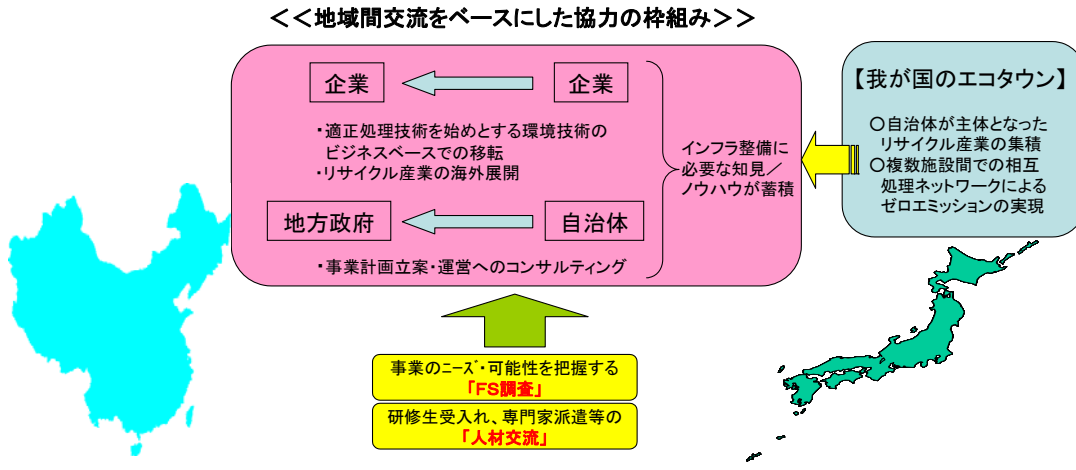 <<地域間交流をベースにした協力の枠組み>>
企業
企業
・適正処理技術を始めとする環境技術の
ビジネスベースでの移転
・リサイクル産業の海外展開
地方政府
自治体
・事業計画立案・運営へのコンサルティング
インフラ整備に
必要な知見／
ノウハウが蓄積
【我が国のエコタウン】
○自治体が主体となった
リサイクル産業の集積
○複数施設間での相互
処理ネットワークによる
ゼロエミッションの実現
事業のﾆｰｽﾞ・可能性を把握する
「FS調査」
研修生受入れ、専門家派遣等の
「人材交流」